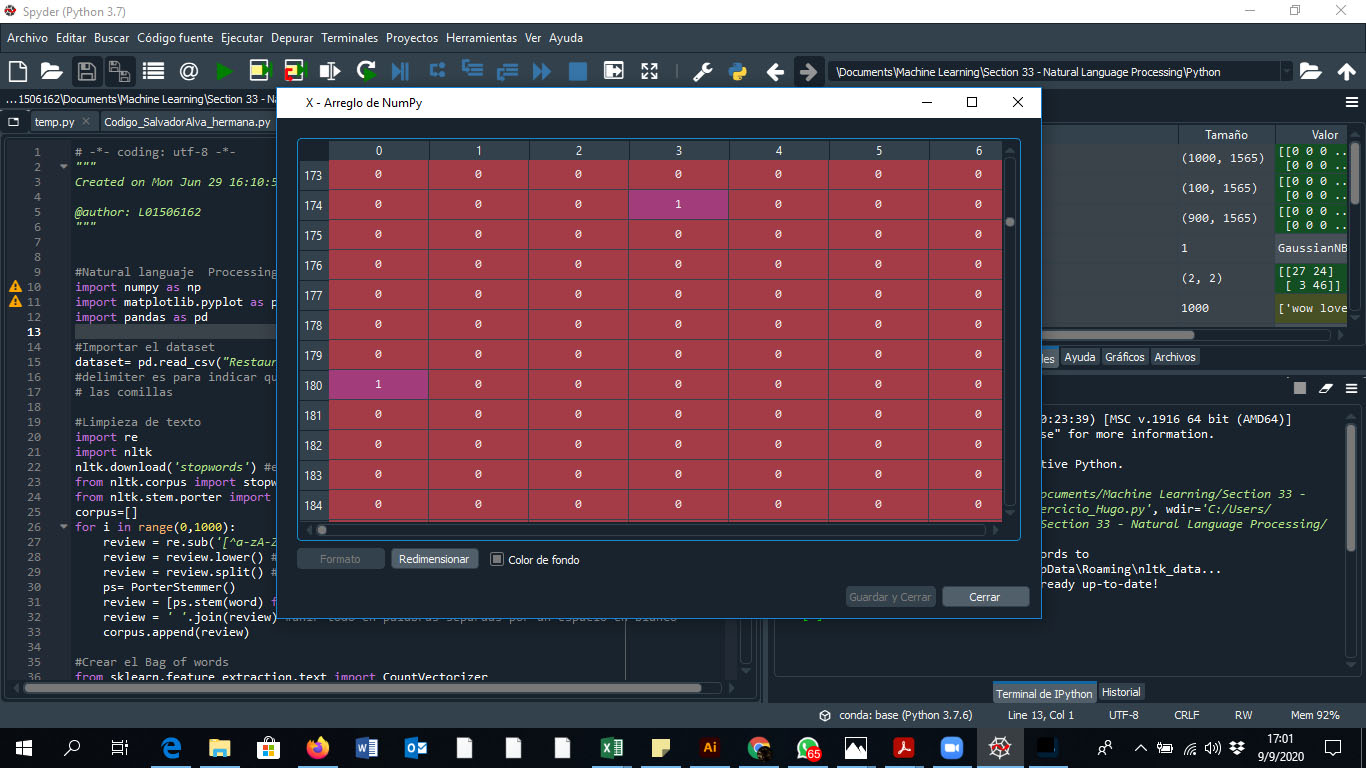 Spyder (Python 3.7)
Archivo Editar Buscar Código fuente Ejecutar Depurar Terminales Proyectos Herramientas Ver Ayuda
\Documents\Machine Learning\Section 33 - Natural Language Processing\Python
...1506162\Documents\Machine Learning\Section 33 - Na
temp.py Codigo_SalvadorAlva_hermana.py
1 # -*- coding: utf-8 -*-
2 """
3 Created on Mon Jun 29 16:10:5
4
5 @author: L01506162
6 """
7
8
9 #Natural languaje Processing
10 import numpy as np
11 import matplotlib.pyplot as p
12 import pandas as pd
13
14 #Importar el dataset
15 dataset= pd.read_csv("Restaur
16 #delimiter es para indicar qu
17 # las comillas
18
19 #Limpieza de texto
20 import re
21 import nltk
22 nltk.download('stopwords') #e
23 from nltk.corpus import stopw
24 from nltk.stem.porter import
25 corpus=[]
26 for i in range(0,1000):
27 review = re.sub('[^a-zA-Z
28 review = review.lower() #
29 review = review.split() #
30 ps= PorterStemmer()
31 review = [ps.stem(word) f
32 review = ' '.join(review)
33 corpus.append(review)
34
35 #Crear el Bag of words
36 from sklearn.feature_extraction.text import CountVectorizer
X - Arreglo de NumPy
0 1 2 3 4 5 6
173 0 0 0 0 0 0 0
174 0 0 0 1 0 0 0
175 0 0 0 0 0 0 0
176 0 0 0 0 0 0 0
177 0 0 0 0 0 0 0
178 0 0 0 0 0 0 0
179 0 0 0 0 0 0 0
180 1 0 0 0 0 0 0
181 0 0 0 0 0 0 0
182 0 0 0 0 0 0 0
183 0 0 0 0 0 0 0
184 0 0 0 0 0 0 0
Formato Redimensionar Color de fondo
Guardar y Cerrar Cerrar
Tamaño Valor
(1000, 1565) [[0 0 0 ..
[0 0 0 ..
(100, 1565) [[0 0 0 ..
[0 0 0 ..
(900, 1565) [[0 0 0 ..
[0 0 0 ..
1 GaussianNB
(2, 2) [[27 24]
[ 3 46]]
1000 ['wow love
les Ayuda Gráficos Archivos
0:23:39) [MSC v.1916 64 bit (AMD64)]
se" for more information.
tive Python.
ocuments/Machine Learning/Section 33 -
ercicio_Hugo.py', wdir='C:/Users/
Section 33 - Natural Language Processing/
ords to
pData\Roaming\nltk_data...
ready up-to-date!
Terminal de IPython Historial
conda: base (Python 3.7.6) Line 13, Col 1 UTF-8 CRLF RW Mem 92%
65
Ai
17:01
9/9/2020